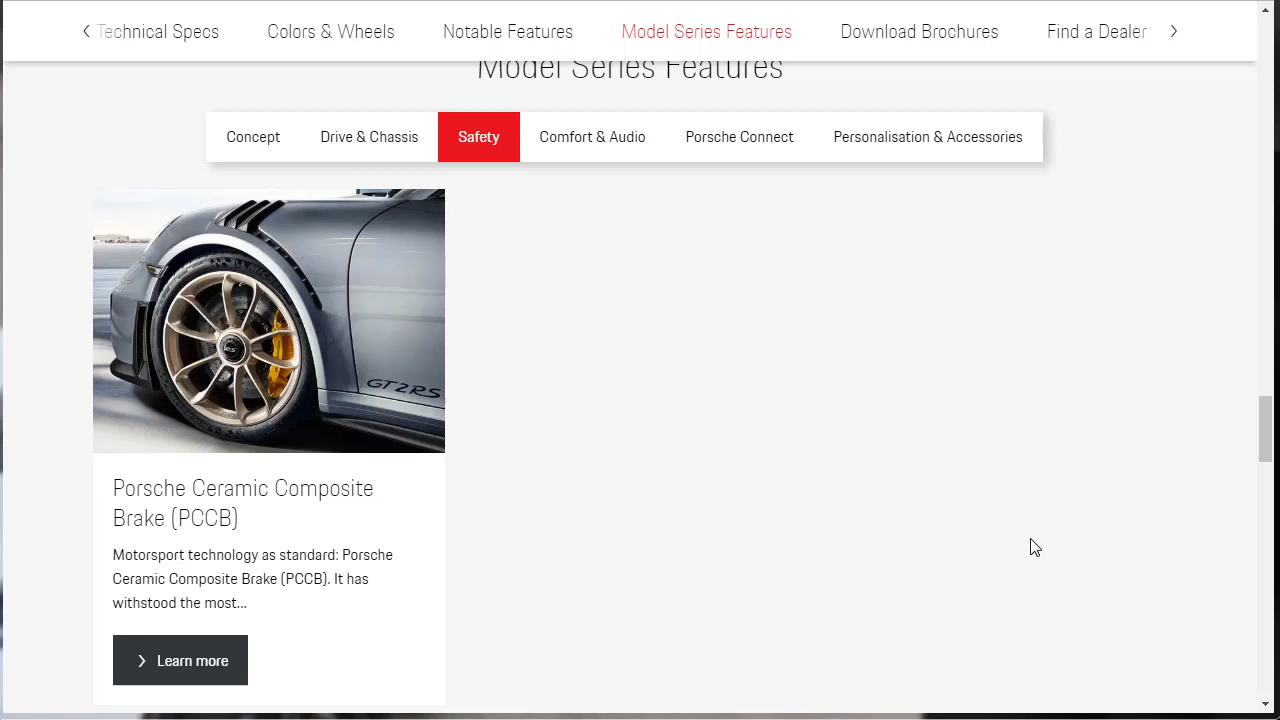 Technical Specs Colors & Wheels Notable Features Model Series Features Download Brochures Find a Dealer
Model Series Features
Concept Drive & Chassis Safety Comfort & Audio Porsche Connect Personalisation & Accessories
RS
GT2RS
Porsche Ceramic Composite
Brake (PCCB)
Motorsport technology as standard: Porsche
Ceramic Composite Brake (PCCB). It has
withstood the most...
Learn more